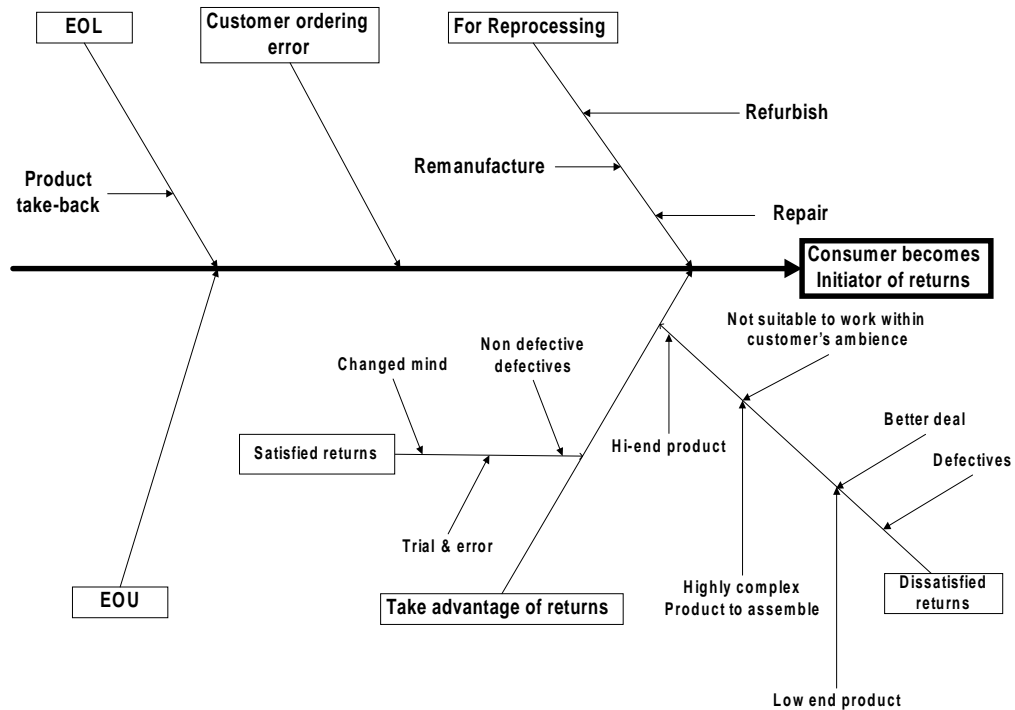 EOL
Customer ordering
error
For Reprocessing
Refurbish
Remanufacture
Product
take-back
Repair
Consumer becomes
Initiator of returns
Not suitable to work within
customer's ambience
Non defective
defectives
Changed mind
Better deal
Hi-end product
Satisfied returns
Defectives
Trial & error
EOU
Take advantage of returns
Highly complex
Product to assemble
Dissatisfied
returns
Low end product